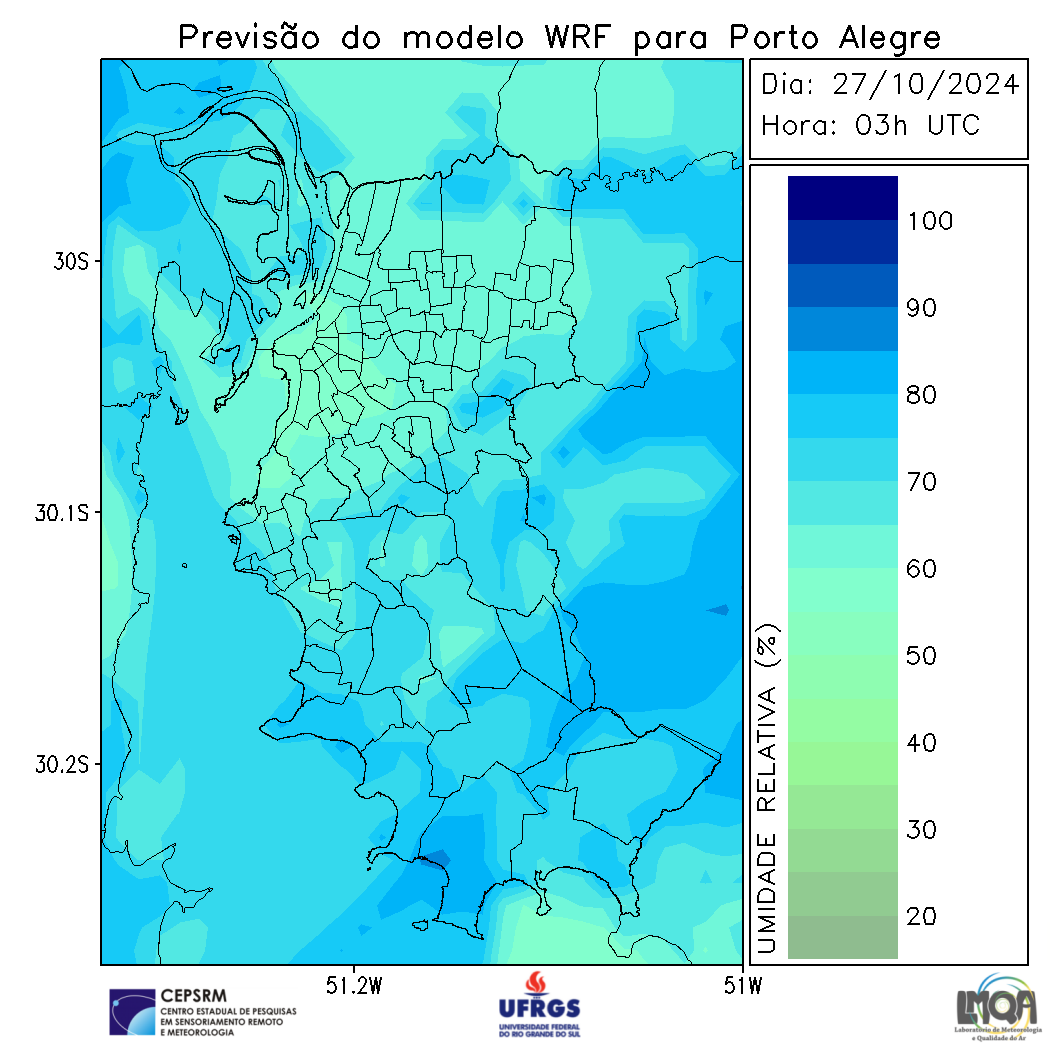 Previsão do modelo WRF para Porto Alegre
Dia: 27/10/2024
Hora: 03h UTC
100
90
80
70
60
50
40
30
20
UMIDADE RELATIVA (%)
30S
30.1S
30.2S
51.2W
51W
CEPSRM
CENTRO ESTADUAL DE PESQUISAS
EM SENSORIAMENTO REMOTO
E METEOROLOGIA
UFRGS
UNIVERSIDADE FEDERAL
DO RIO GRANDE DO SUL
LMQA
Laboratório de Meteorologia
e Qualidade do Ar